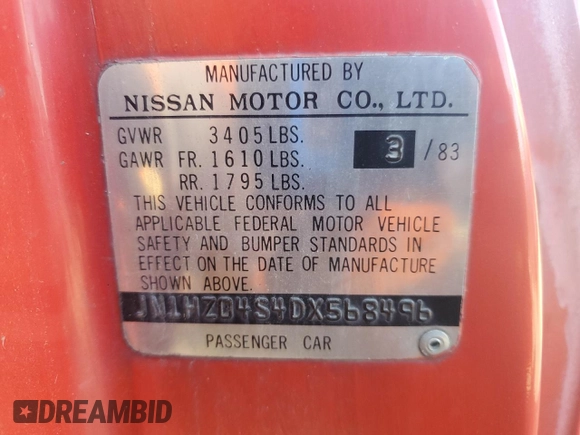 MANUFACTURED BY
NISSAN MOTOR CO., LTD.
GVWR 3405 LBS.
GAWR FR. 1610 LBS. 3 / 83
RR. 1795 LBS.
THIS VEHICLE CONFORMS TO ALL
APPLICABLE FEDERAL MOTOR VEHICLE
SAFETY AND BUMPER STANDARDS IN
EFFECT ON THE DATE OF MANUFACTURE
SHOWN ABOVE.
JN1HZ04S4DX568496
PASSENGER CAR
DREAMBID